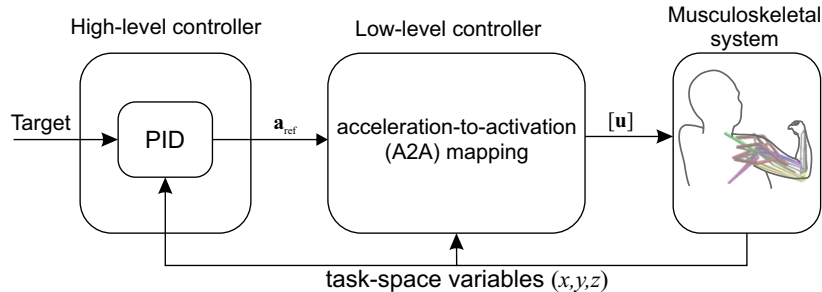 High-level controller
Low-level controller
Musculoskeletal
system
Target
PID
a_ref
acceleration-to-activation
(A2A) mapping
[u]
task-space variables (x,y,z)